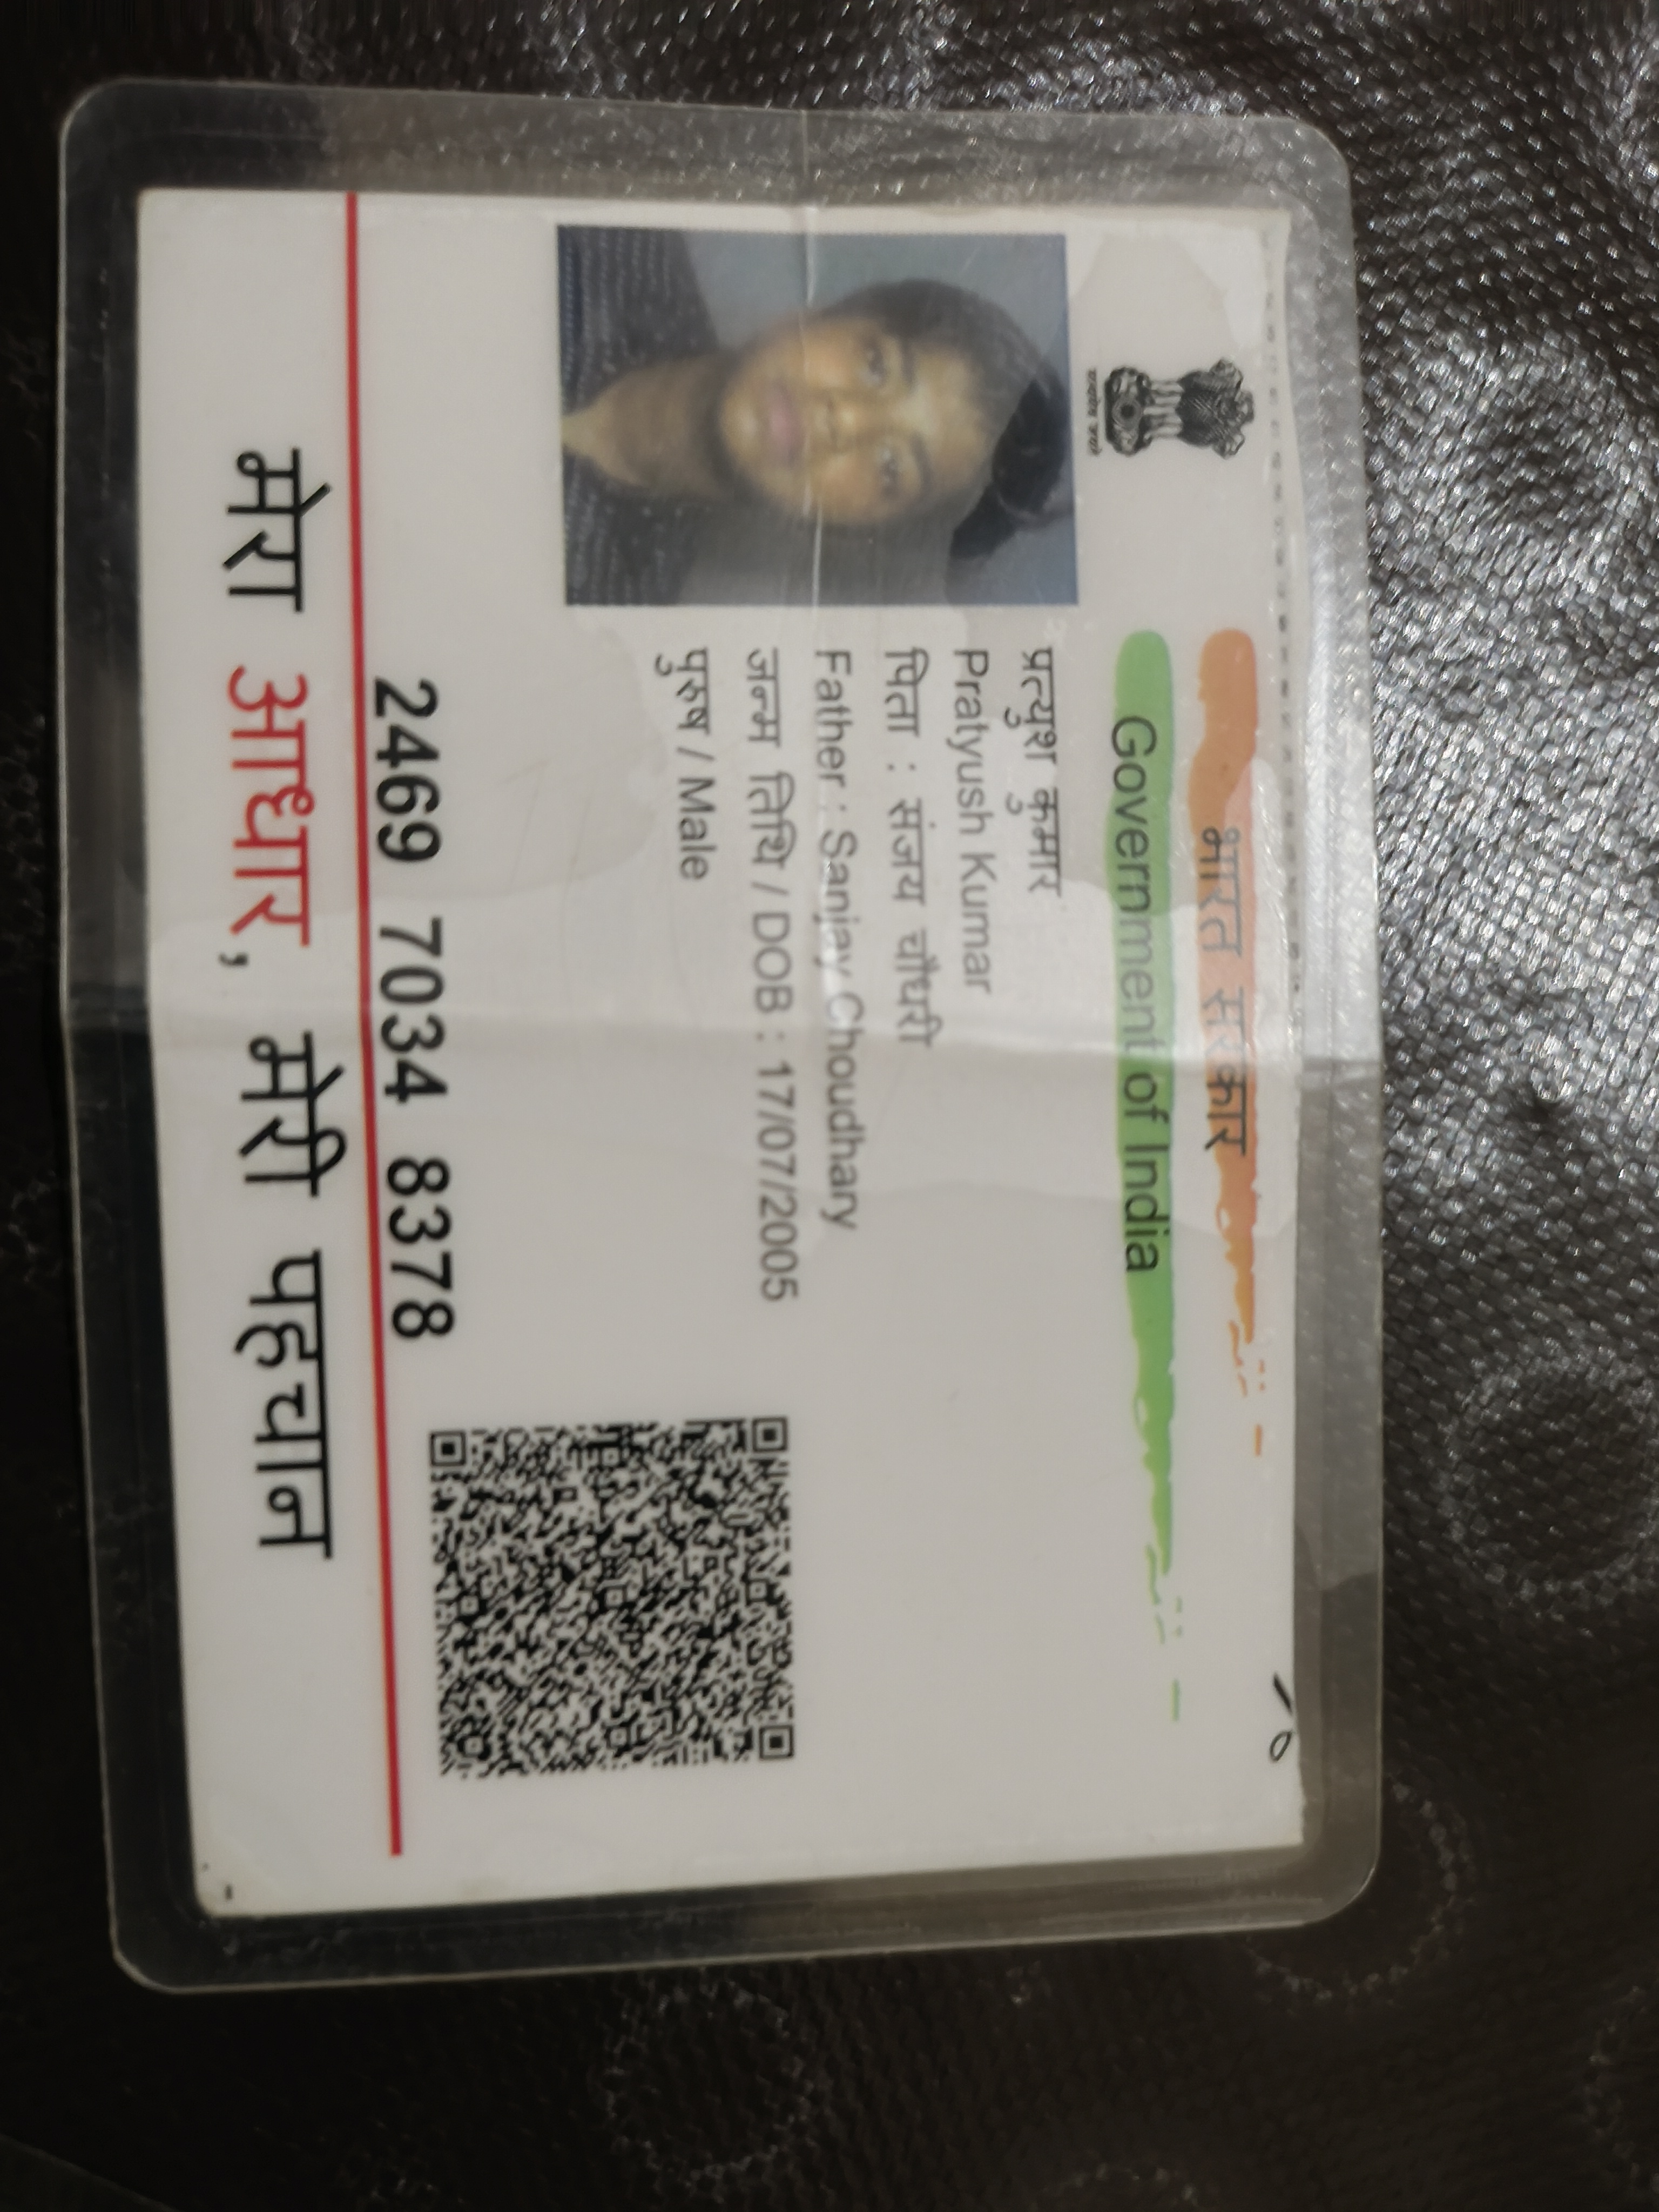 भारत सरकार
Government of India
सत्यमेव जयते
प्रत्युश कुमार
Pratyush Kumar
पिता : संजय चौधरी
Father : Sanjay Choudhary
जन्म तिथि / DOB : 17/07/2005
पुरुष / Male
2469 7034 8378
मेरा आधार, मेरी पहचान